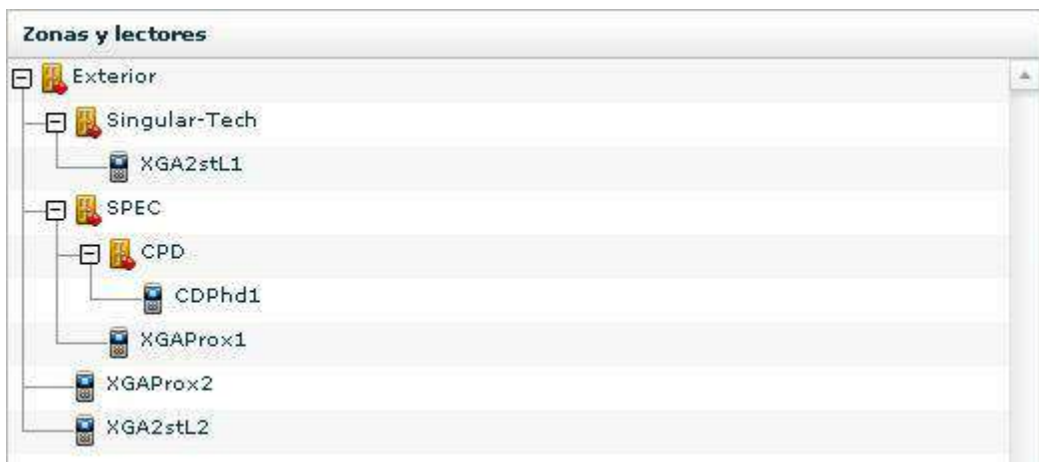 Zonas y lectores
Exterior
Singular-Tech
XGA2stL1
SPEC
CPD
CDPhd1
XGAProx1
XGAProx2
XGA2stL2